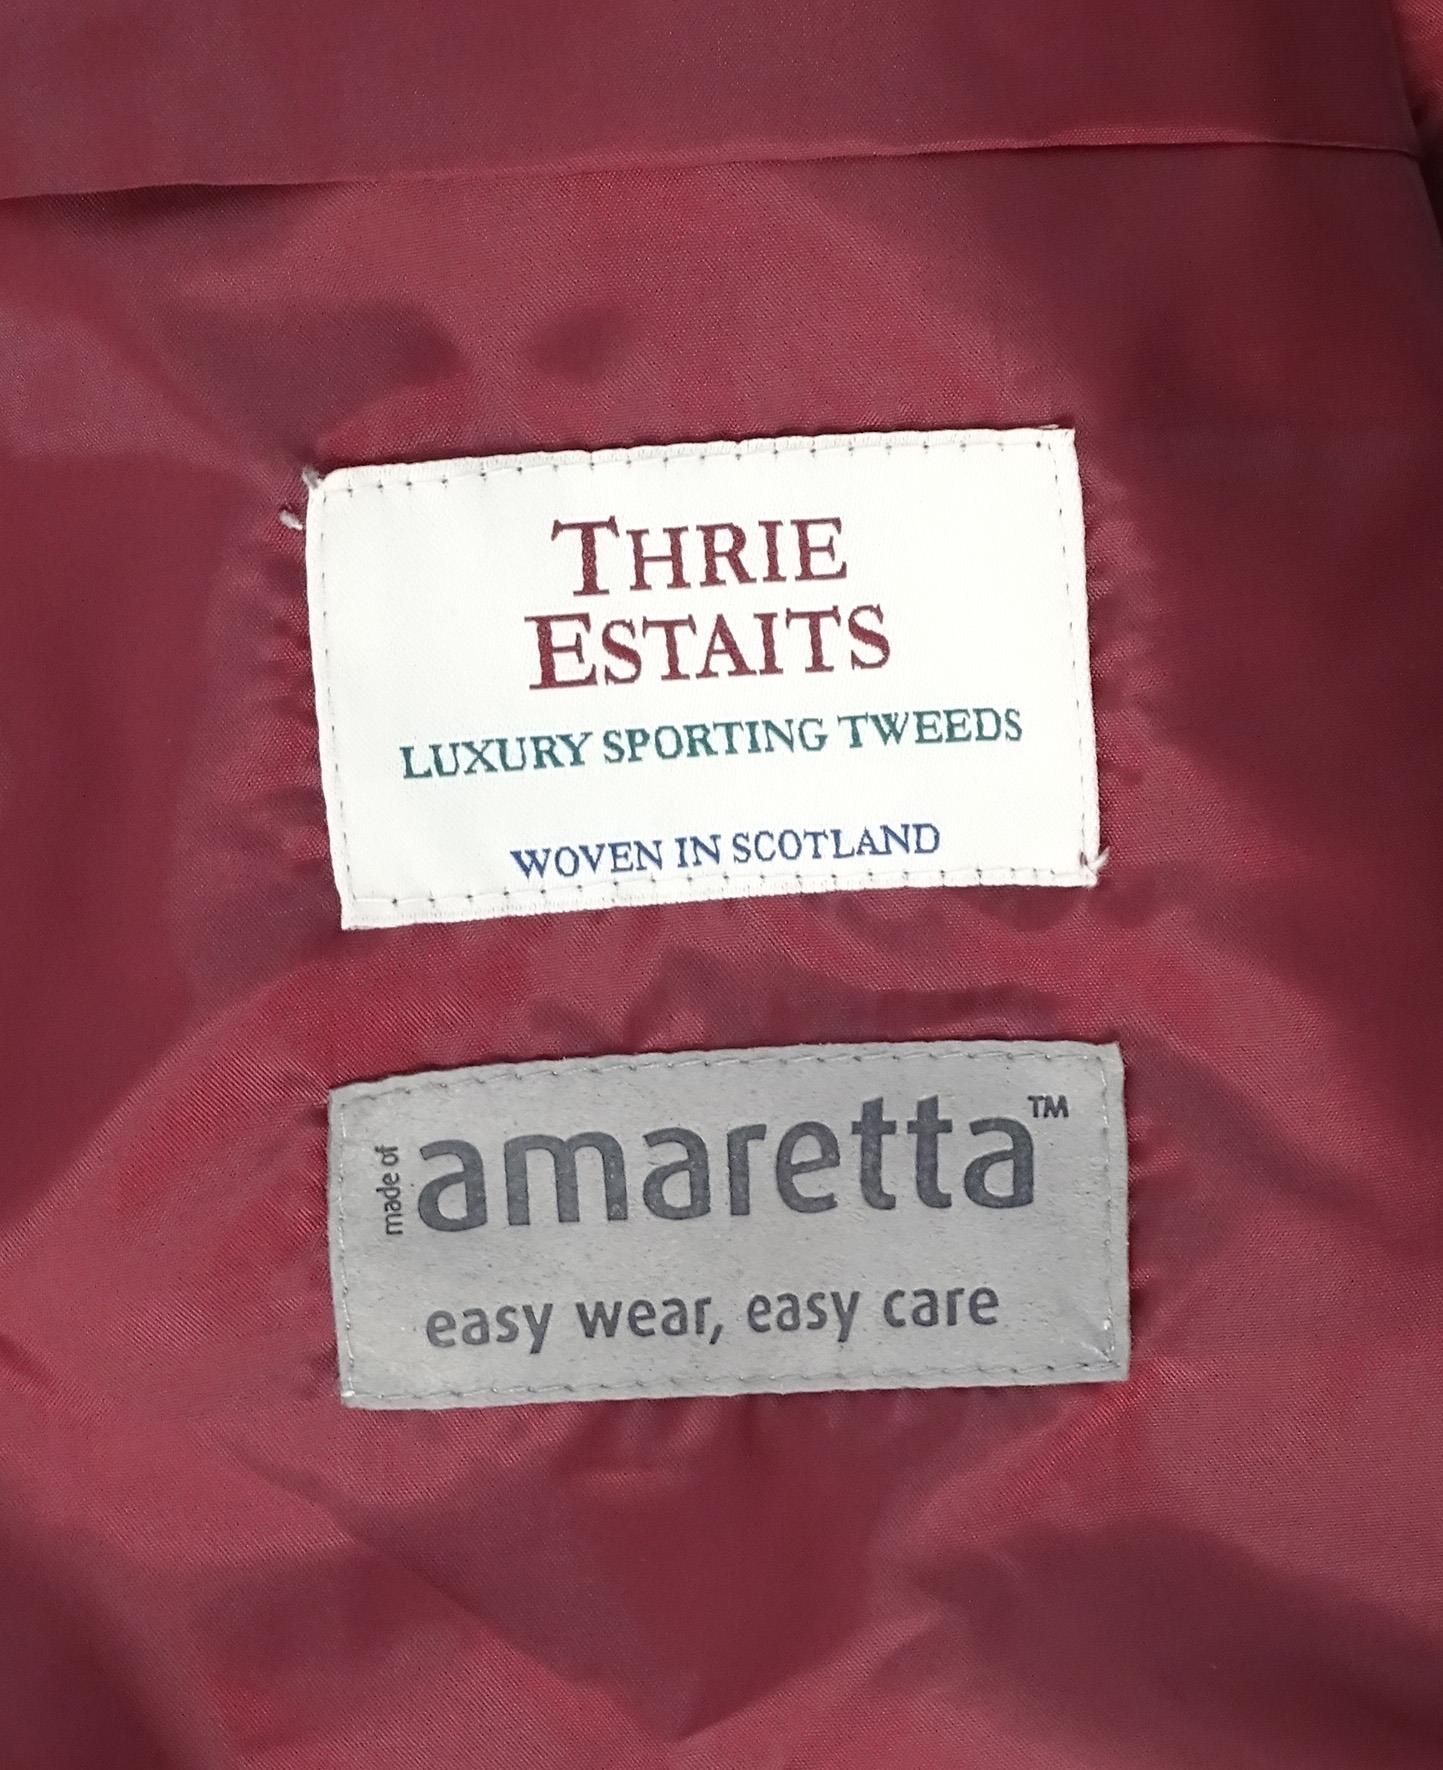 THRIE
ESTAITS
LUXURY SPORTING TWEEDS
WOVEN IN SCOTLAND
made of amaretta™
easy wear, easy care